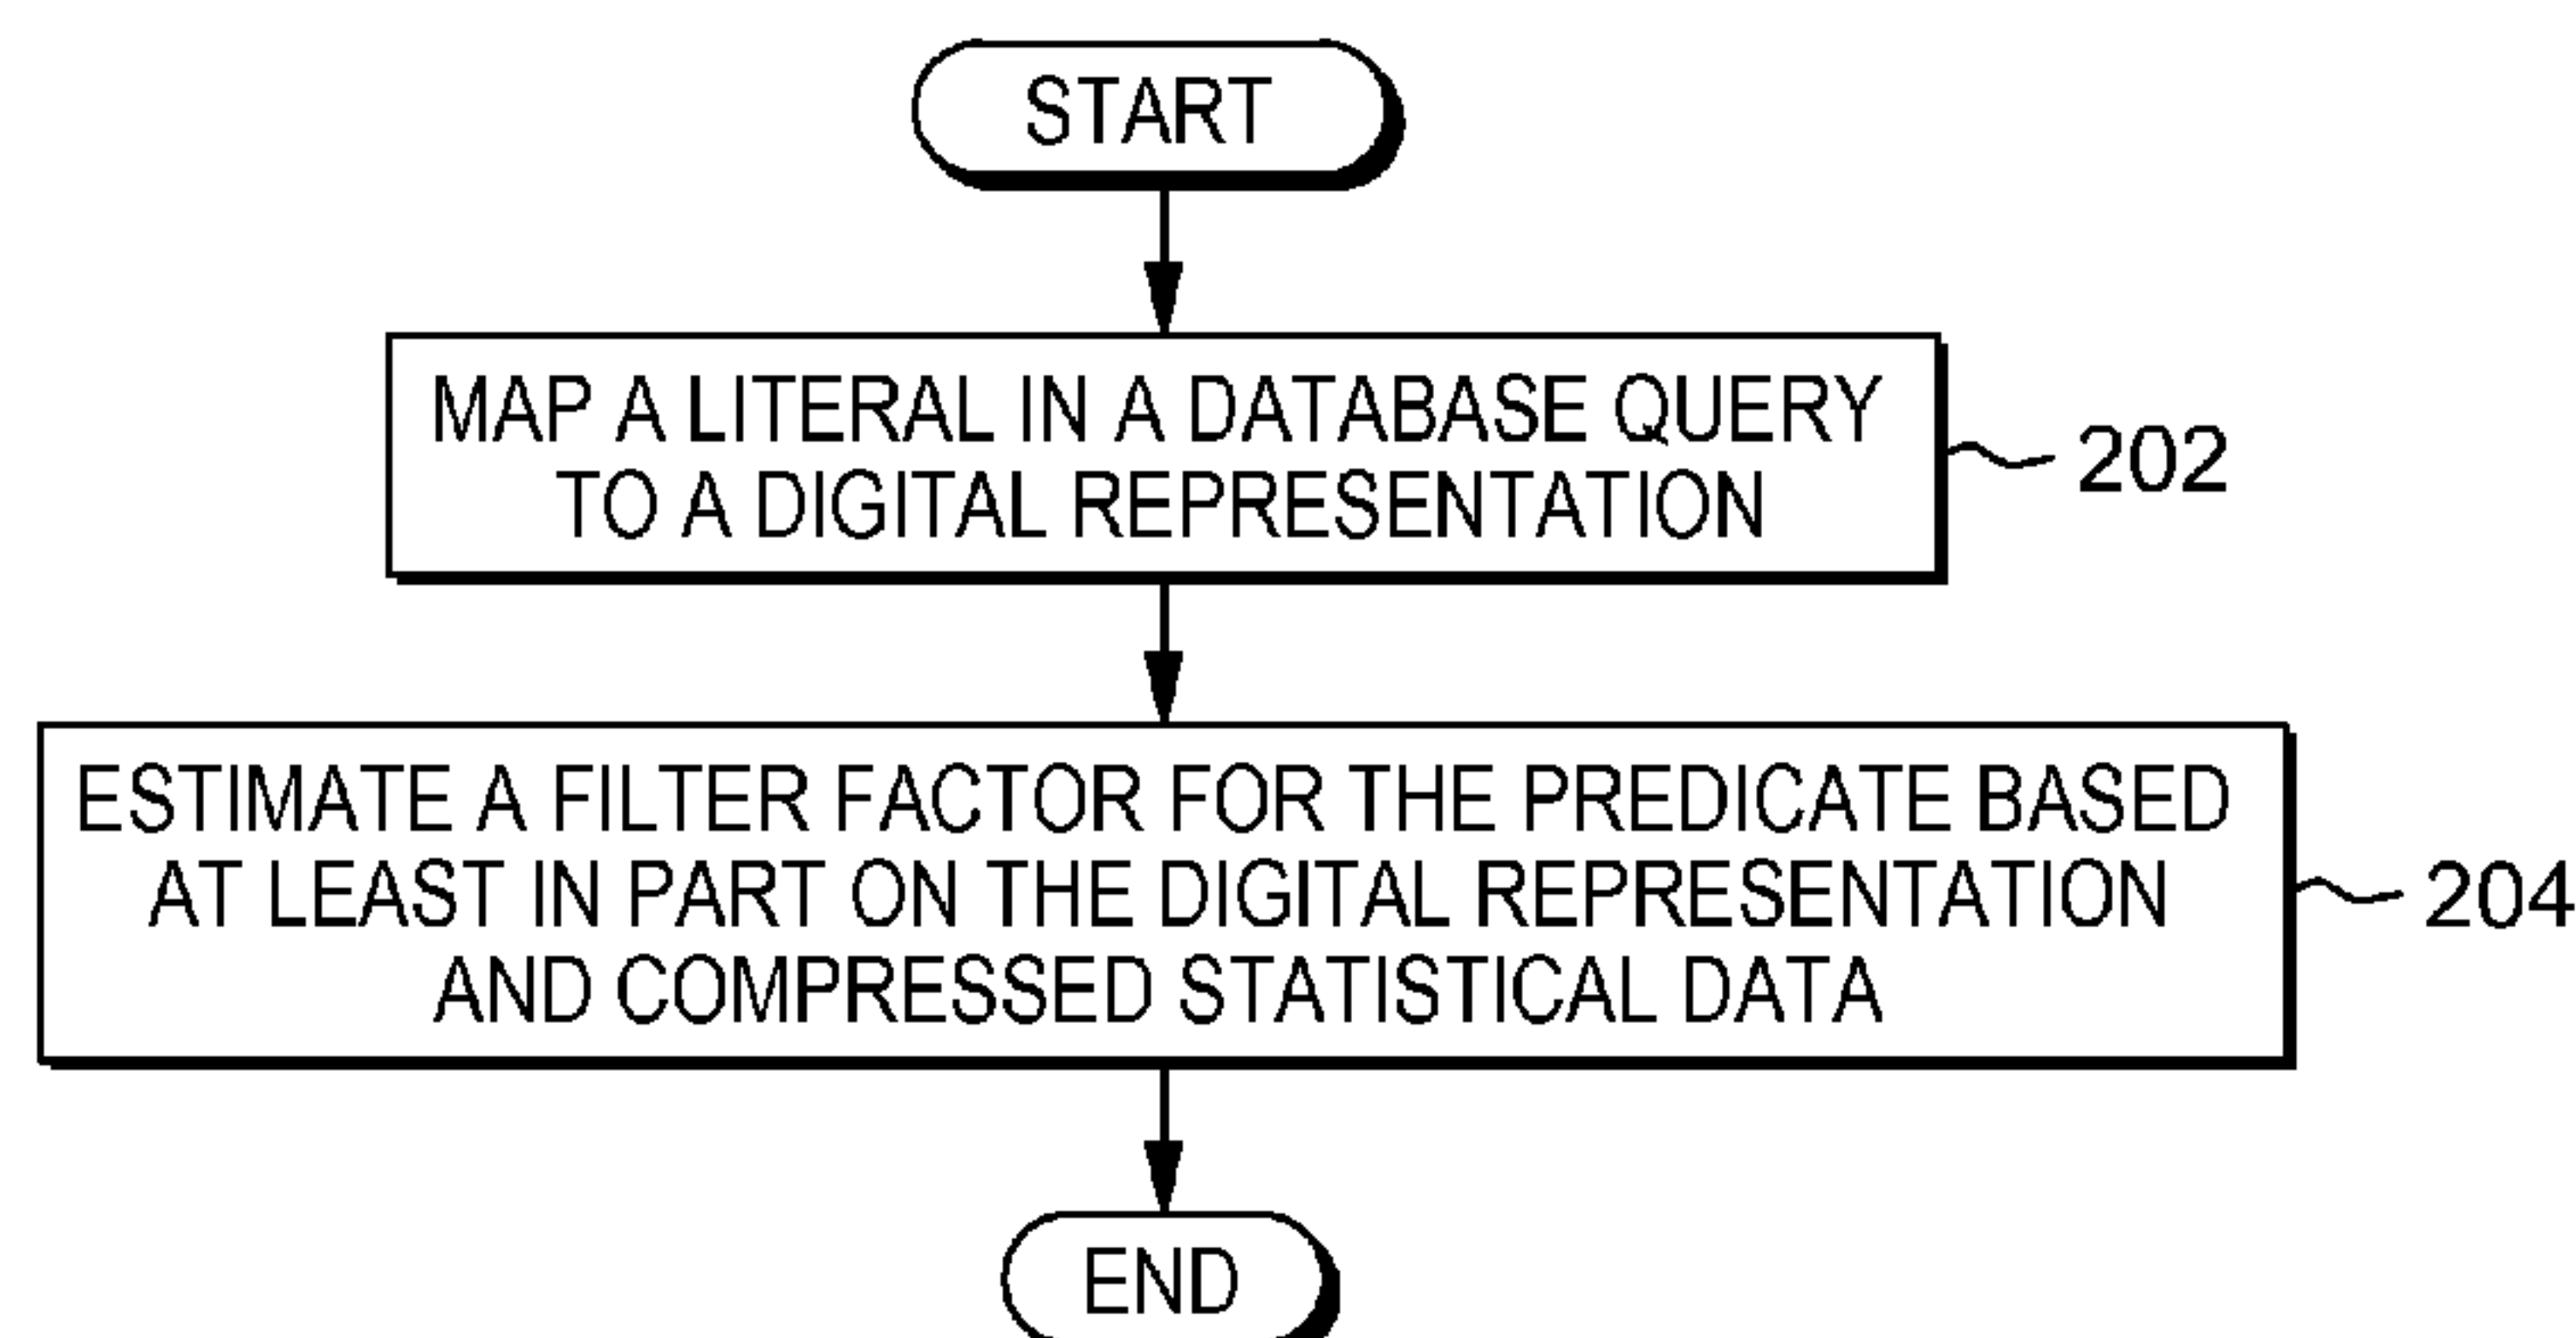 START
MAP A LITERAL IN A DATABASE QUERY
TO A DIGITAL REPRESENTATION
202
ESTIMATE A FILTER FACTOR FOR THE PREDICATE BASED
AT LEAST IN PART ON THE DIGITAL REPRESENTATION
AND COMPRESSED STATISTICAL DATA
204
END